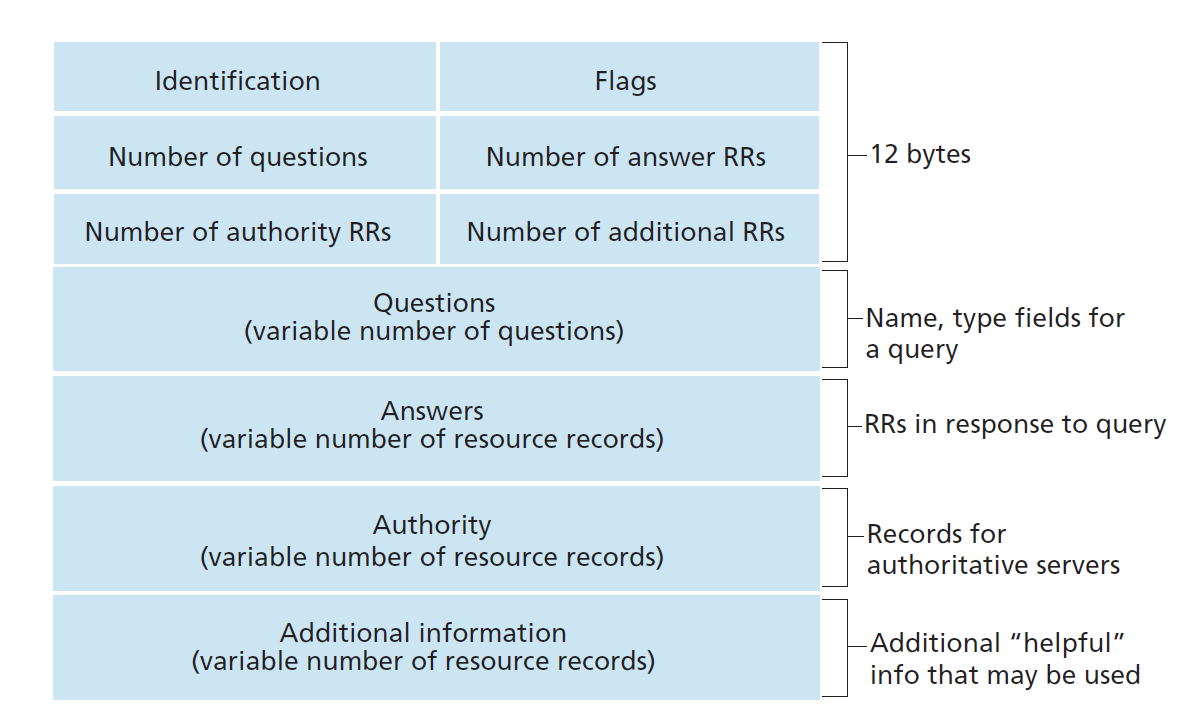 Identification
Flags
Number of questions
Number of answer RRs
12 bytes
Number of authority RRs
Number of additional RRs
Questions
(variable number of questions)
Name, type fields for
a query
Answers
(variable number of resource records)
RRs in response to query
Authority
(variable number of resource records)
Records for
authoritative servers
Additional information
(variable number of resource records)
Additional “helpful”
info that may be used